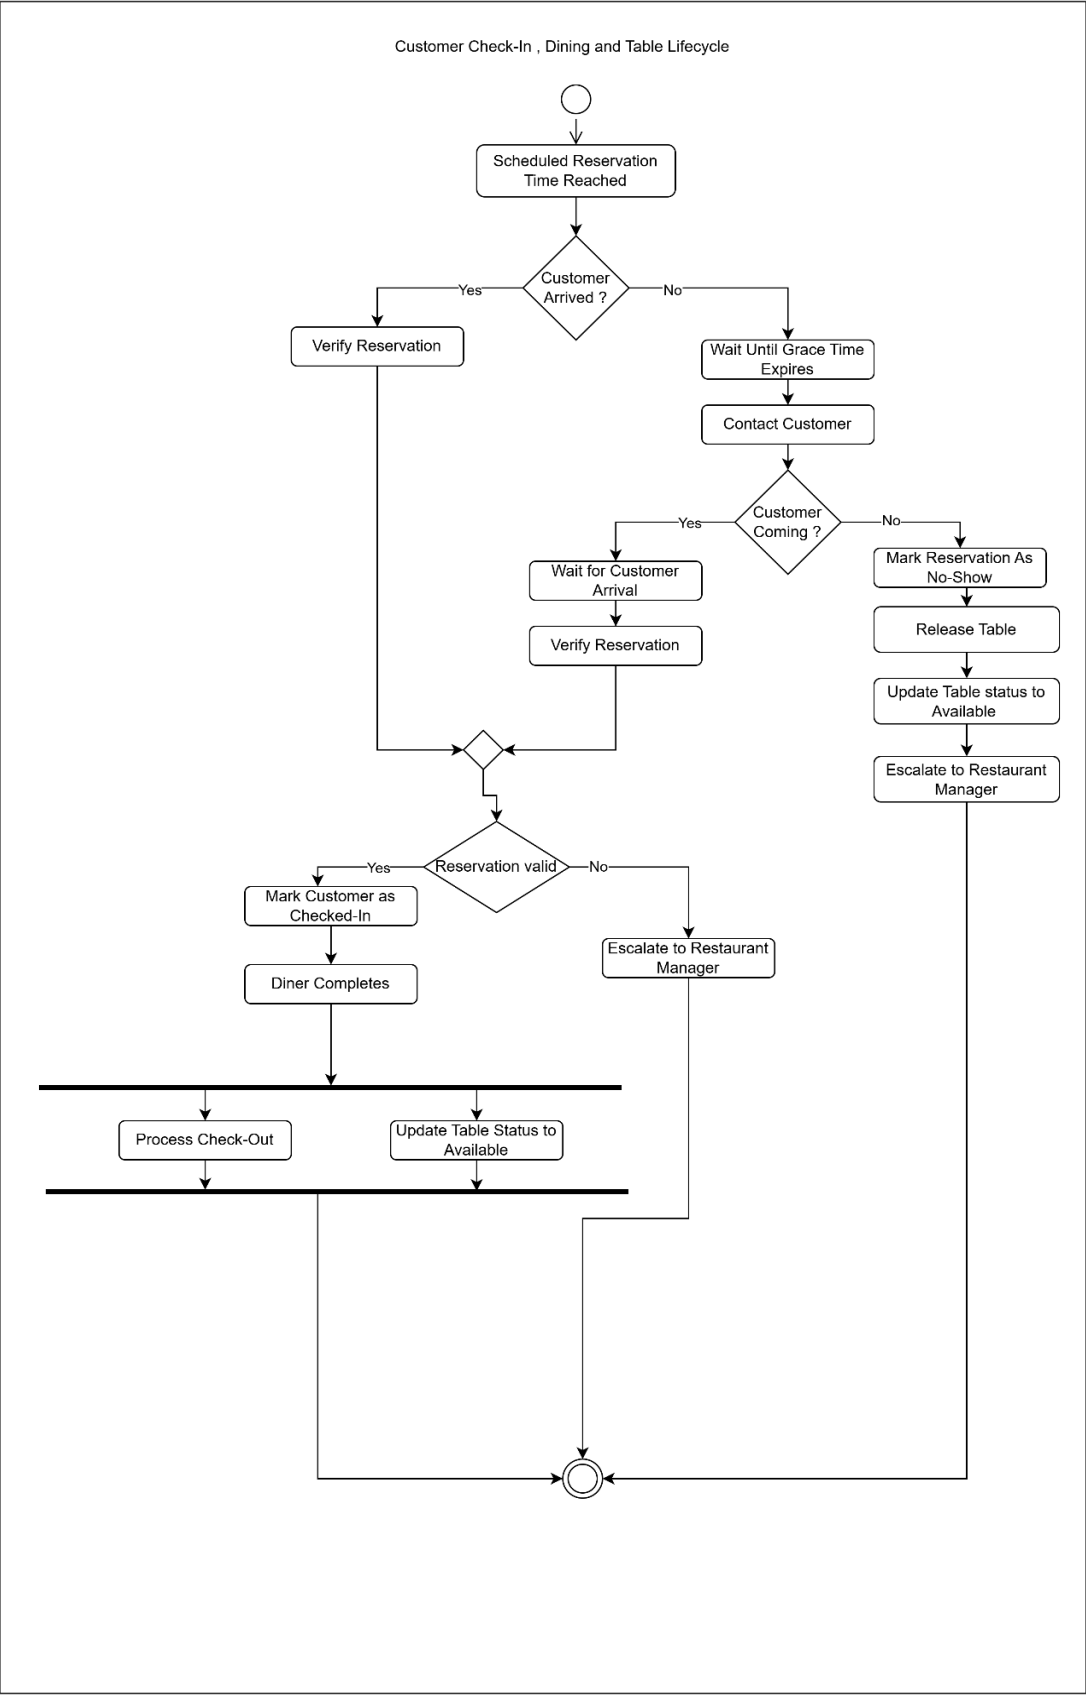 Customer Check-In , Dining and Table Lifecycle
Scheduled Reservation
Time Reached
Customer
Arrived ?
Yes
No
Verify Reservation
Wait Until Grace Time
Expires
Contact Customer
Customer
Coming ?
Yes
No
Wait for Customer
Arrival
Verify Reservation
Mark Reservation As
No-Show
Release Table
Update Table status to
Available
Escalate to Restaurant
Manager
Reservation valid
Yes
No
Mark Customer as
Checked-In
Diner Completes
Escalate to Restaurant
Manager
Process Check-Out
Update Table Status to
Available